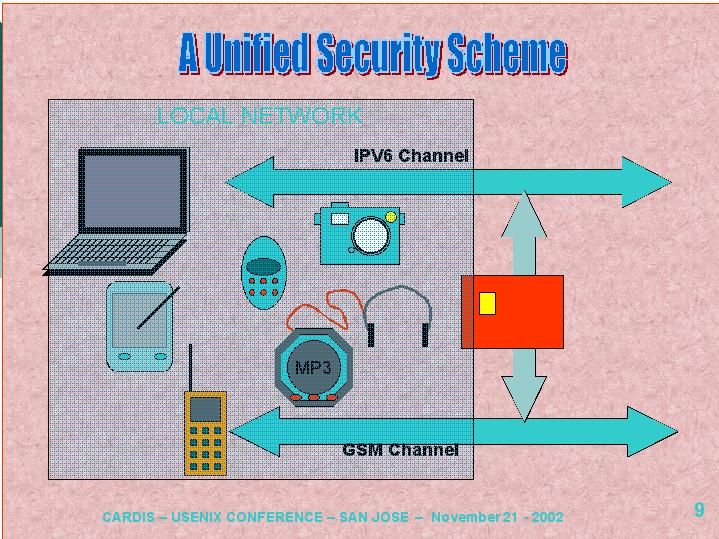 A Unified Security Scheme
LOCAL NETWORK
IPV6 Channel
MP3
GSM Channel
CARDIS – USENIX CONFERENCE – SAN JOSE – November 21 - 2002
9